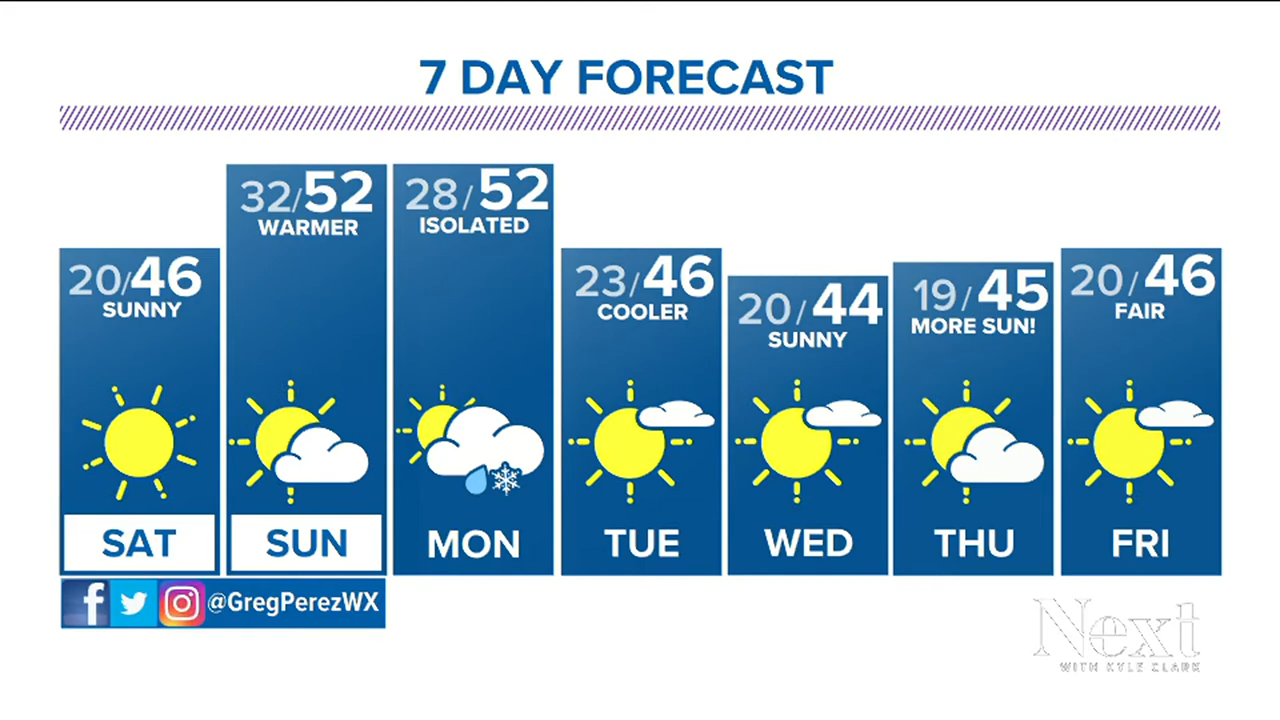 7 DAY FORECAST
20/46
SUNNY
SAT
32/52
WARMER
SUN
28/52
ISOLATED
MON
23/46
COOLER
TUE
20/44
SUNNY
WED
19/45
MORE SUN!
THU
20/46
FAIR
FRI
@GregPerezWX
Next
WITH KYLE CLARK